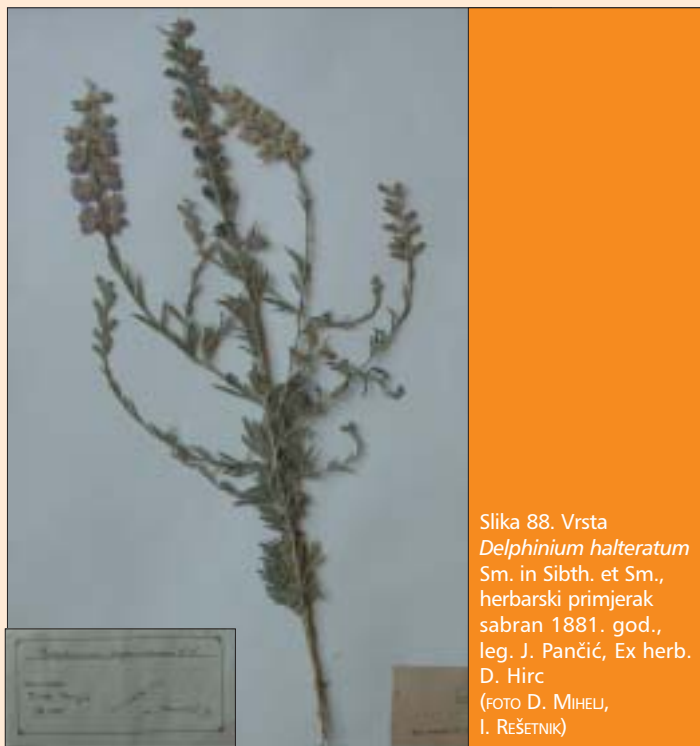 Slika 88. Vrsta
Delphinium halteratum
Sm. in Sibth. et Sm.,
herbarski primjerak
sabran 1881. god.,
leg. J. Pančić, Ex herb.
D. Hirc
(FOTO D. MIHELJ,
I. REŠETNIK)